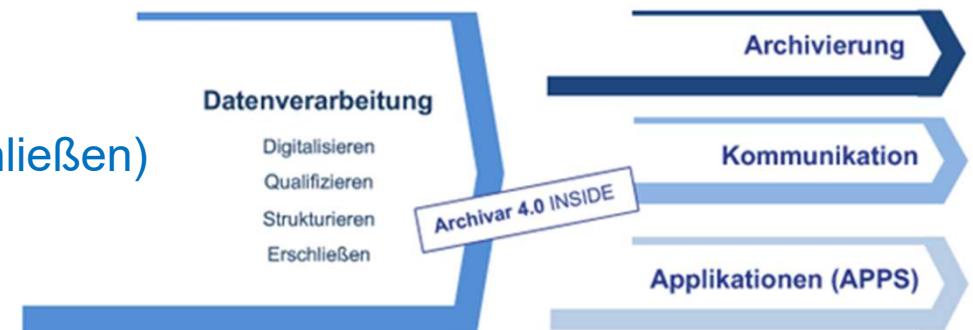 ließen)
Datenverarbeitung
Digitalisieren
Qualifizieren
Strukturieren
Erschließen
Archivar 4.0 INSIDE
Archivierung
Kommunikation
Applikationen (APPS)